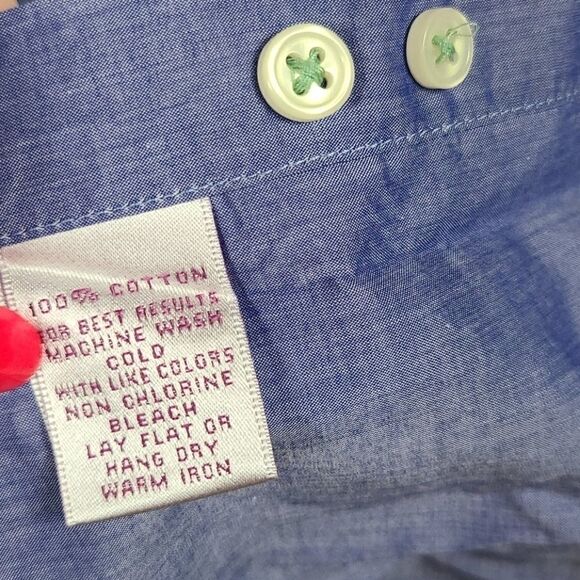 100% COTTON
FOR BEST RESULTS
MACHINE WASH
COLD
WITH LIKE COLORS
NON CHLORINE
BLEACH
LAY FLAT OR
HANG DRY
WARM IRON